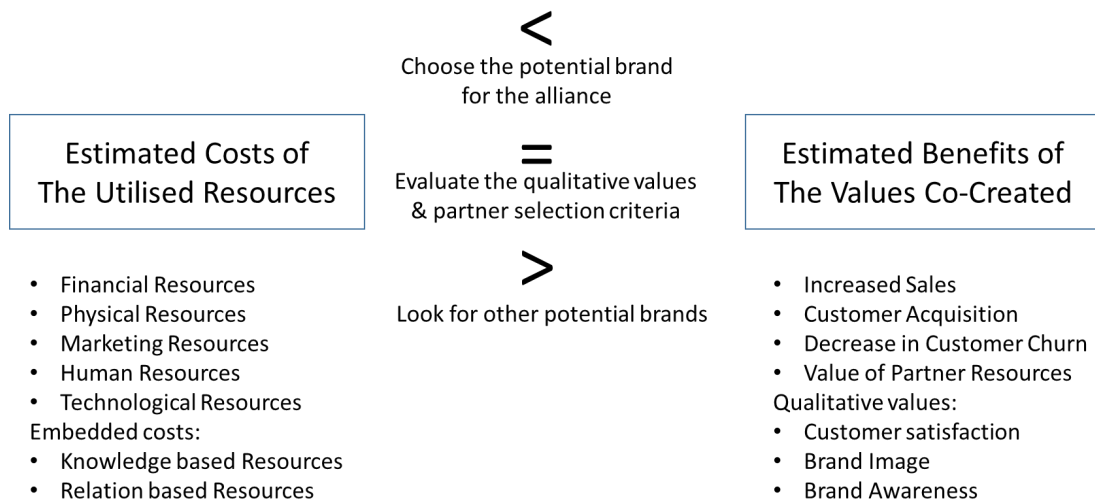 <
Choose the potential brand
for the alliance
Estimated Costs of
The Utilised Resources
=
Evaluate the qualitative values
& partner selection criteria
Estimated Benefits of
The Values Co-Created
>
Look for other potential brands
• Financial Resources
• Physical Resources
• Marketing Resources
• Human Resources
• Technological Resources
Embedded costs:
• Knowledge based Resources
• Relation based Resources
• Increased Sales
• Customer Acquisition
• Decrease in Customer Churn
• Value of Partner Resources
Qualitative values:
• Customer satisfaction
• Brand Image
• Brand Awareness